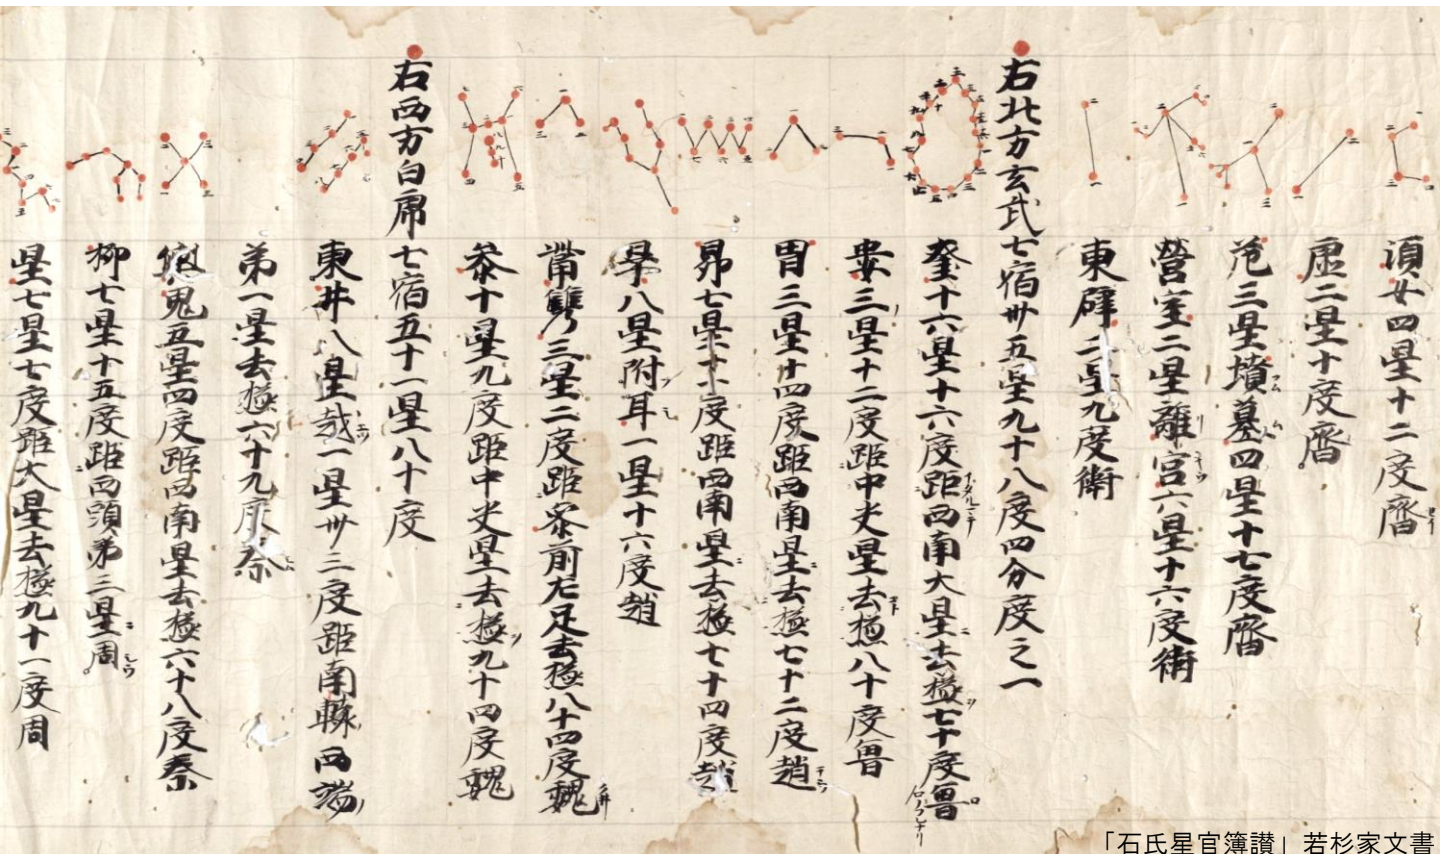 須女四星十二度齊
虚二星十度齊
危三星墳墓四星十七度齊
營室二星離宮六星十六度衛
東壁二星九度衛
右北方玄武七宿卅五星九十八度四分度之一
奎十六星十六度距西南大星去極七十度魯
婁三星十二度距中央星去極八十度魯
胃三星十四度距西南星去極七十二度趙
昴七星十一度距西南星去極七十四度趙
畢八星附耳一星十六度趙
觜觿三星二度距參前左足去極八十四度魏
參十星九度距中央星去極九十四度魏
右西方白虎七宿五十一星八十度
東井八星越一星卅三度距南轅西端
弟一星去極六十九度秦
鬼五星四度距西南星去極六十八度秦
柳七星十五度距西頭弟三星周
星七星七度距大星去極九十一度周
「石氏星官簿讃」若杉家文書